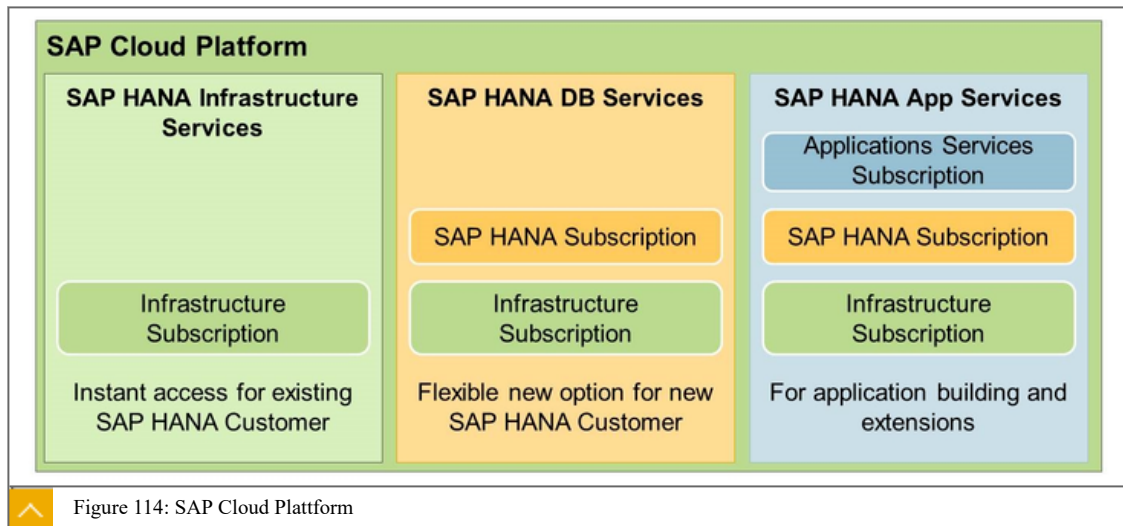 SAP Cloud Platform
SAP HANA Infrastructure
Services
Infrastructure
Subscription
Instant access for existing
SAP HANA Customer
SAP HANA DB Services
SAP HANA Subscription
Infrastructure
Subscription
Flexible new option for new
SAP HANA Customer
SAP HANA App Services
Applications Services
Subscription
SAP HANA Subscription
Infrastructure
Subscription
For application building and
extensions
Figure 114: SAP Cloud Plattform